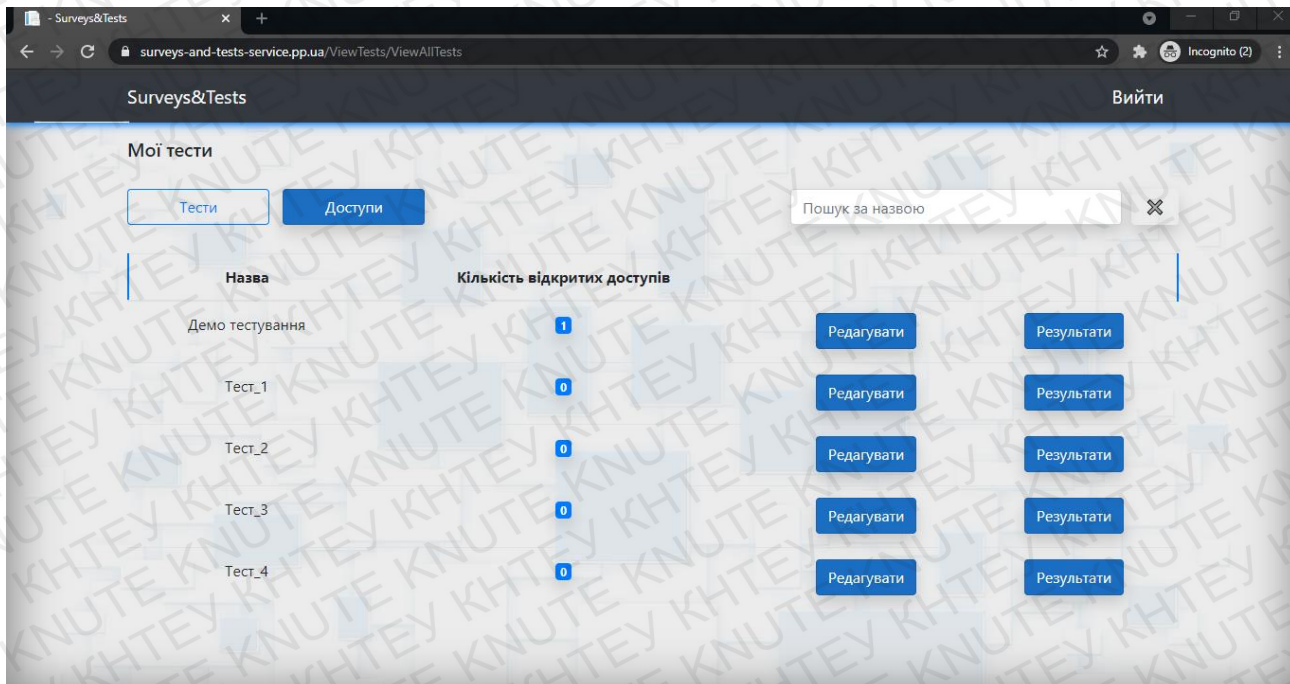 - Surveys&Tests
surveys-and-tests-service.pp.ua/ViewTests/ViewAllTests
Incognito (2)
Surveys&Tests
Вийти
Мої тести
Тести
Доступи
Пошук за назвою
Назва
Кількість відкритих доступів
Демо тестування
1
Редагувати
Результати
Тест_1
0
Редагувати
Результати
Тест_2
0
Редагувати
Результати
Тест_3
0
Редагувати
Результати
Тест_4
0
Редагувати
Результати
КНТЕУ KNUTE